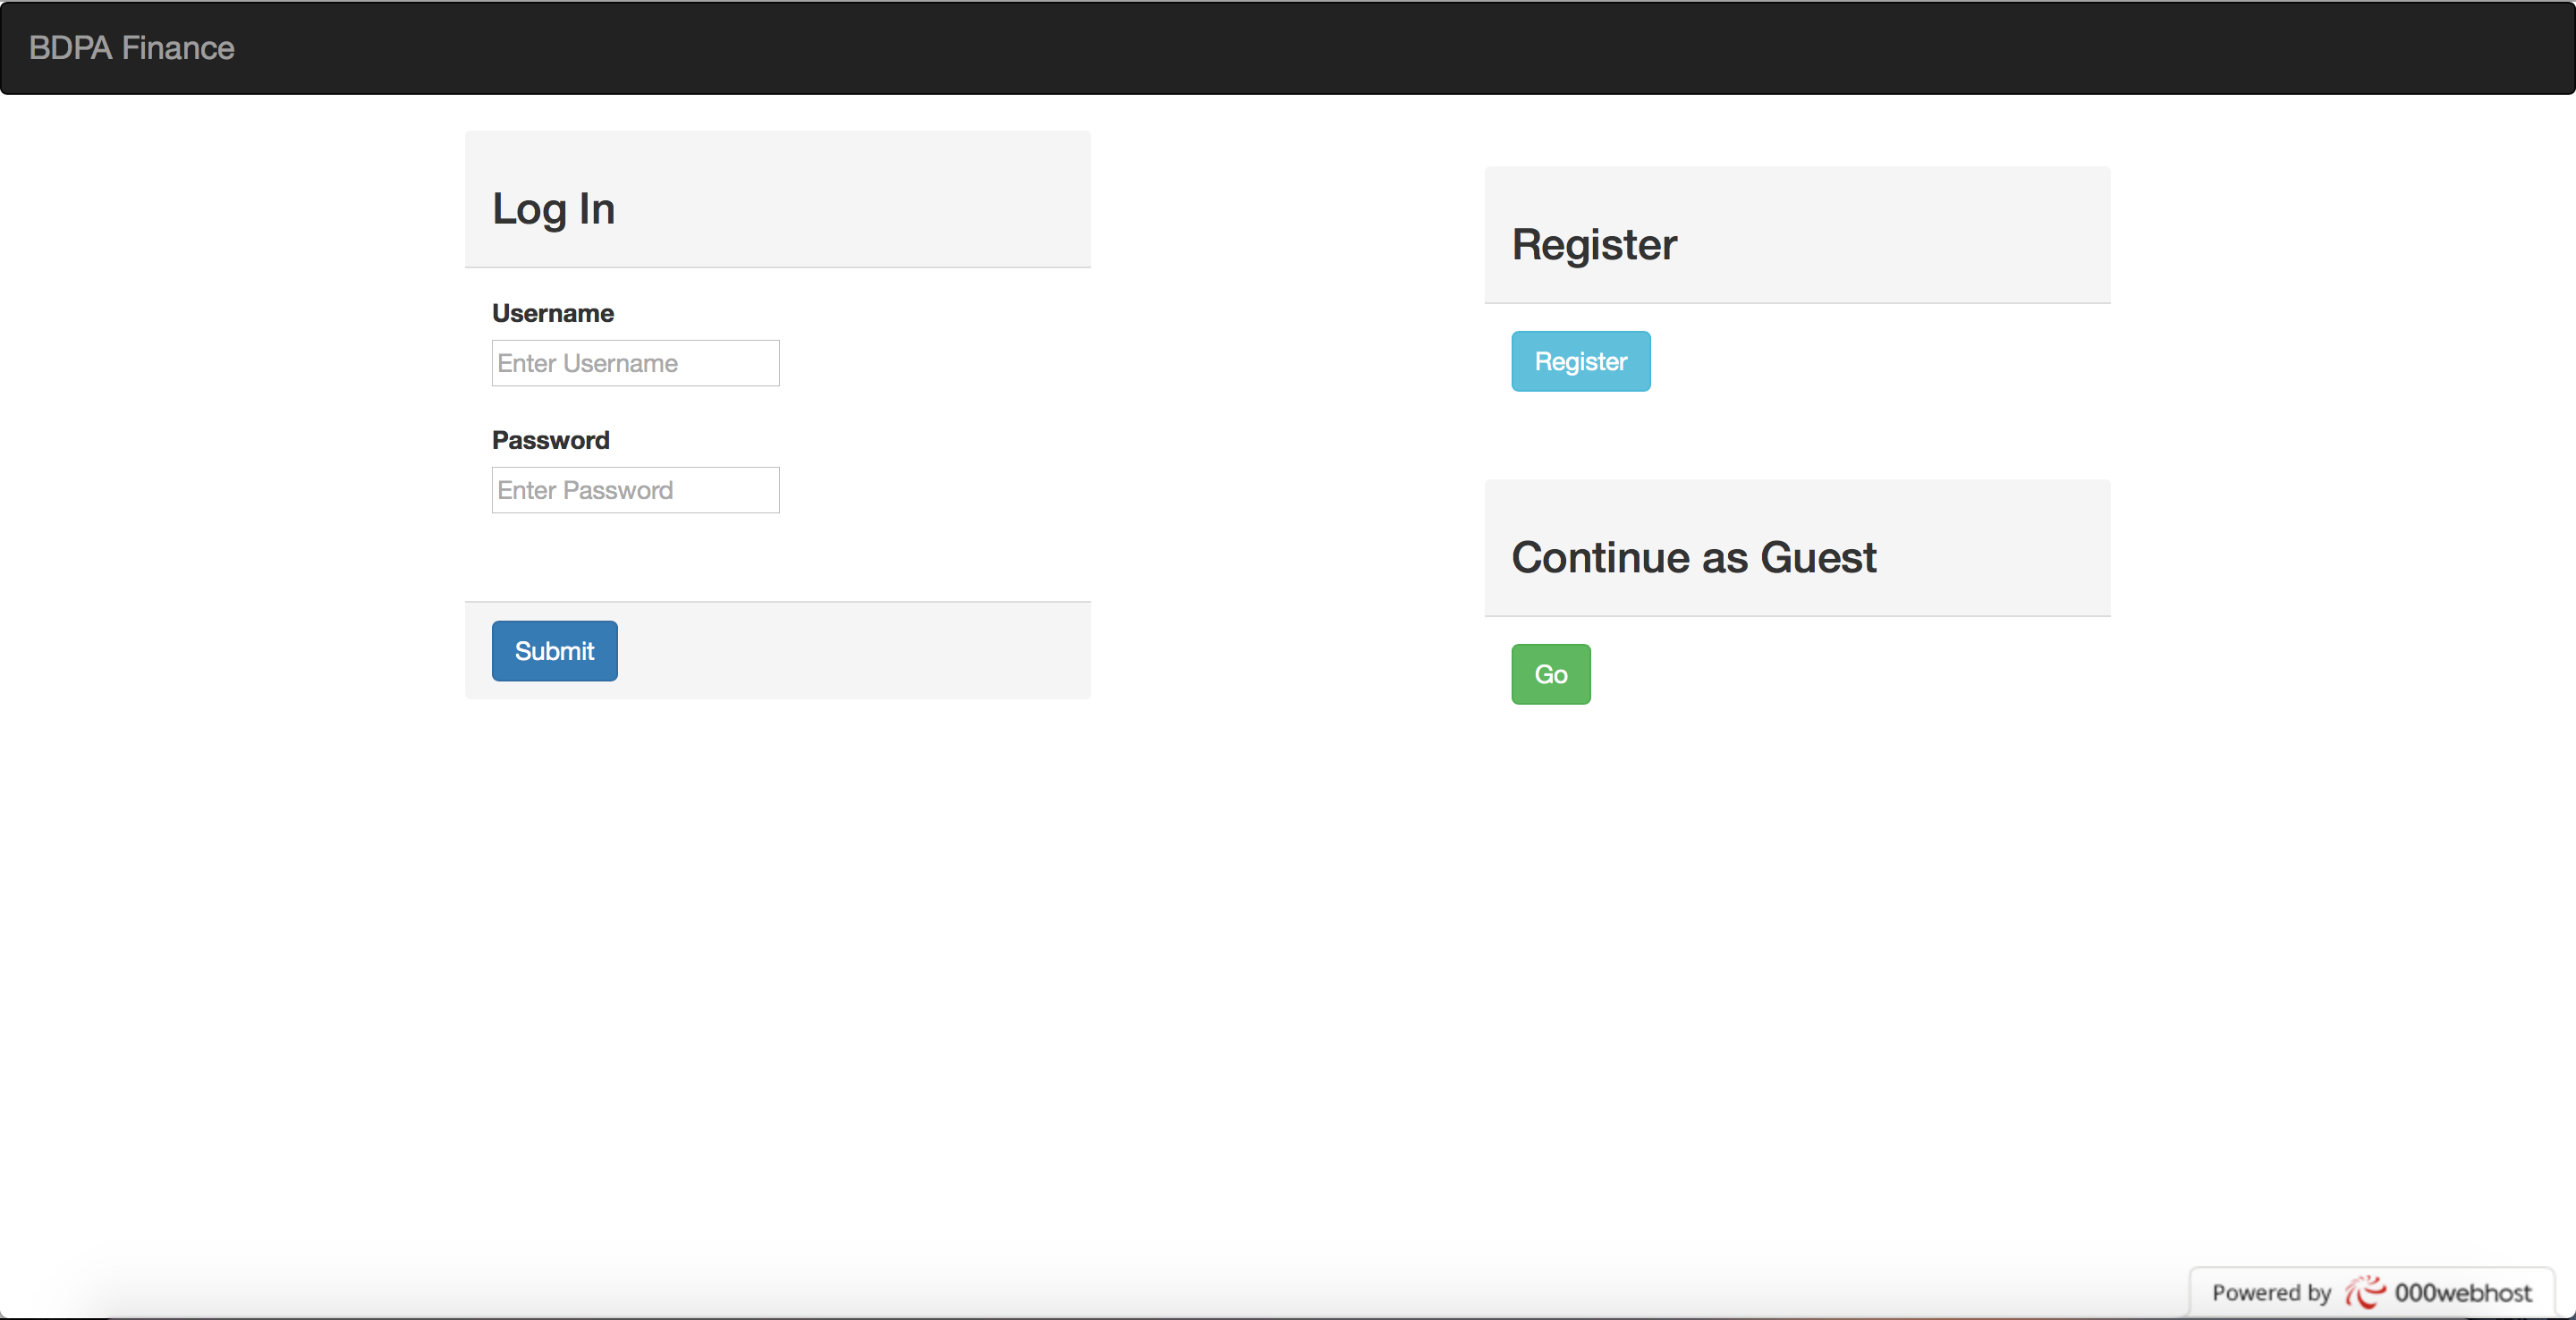 BDPA Finance
Log In
Username
Enter Username
Password
Enter Password
Submit
Register
Register
Continue as Guest
Go
Powered by 000webhost